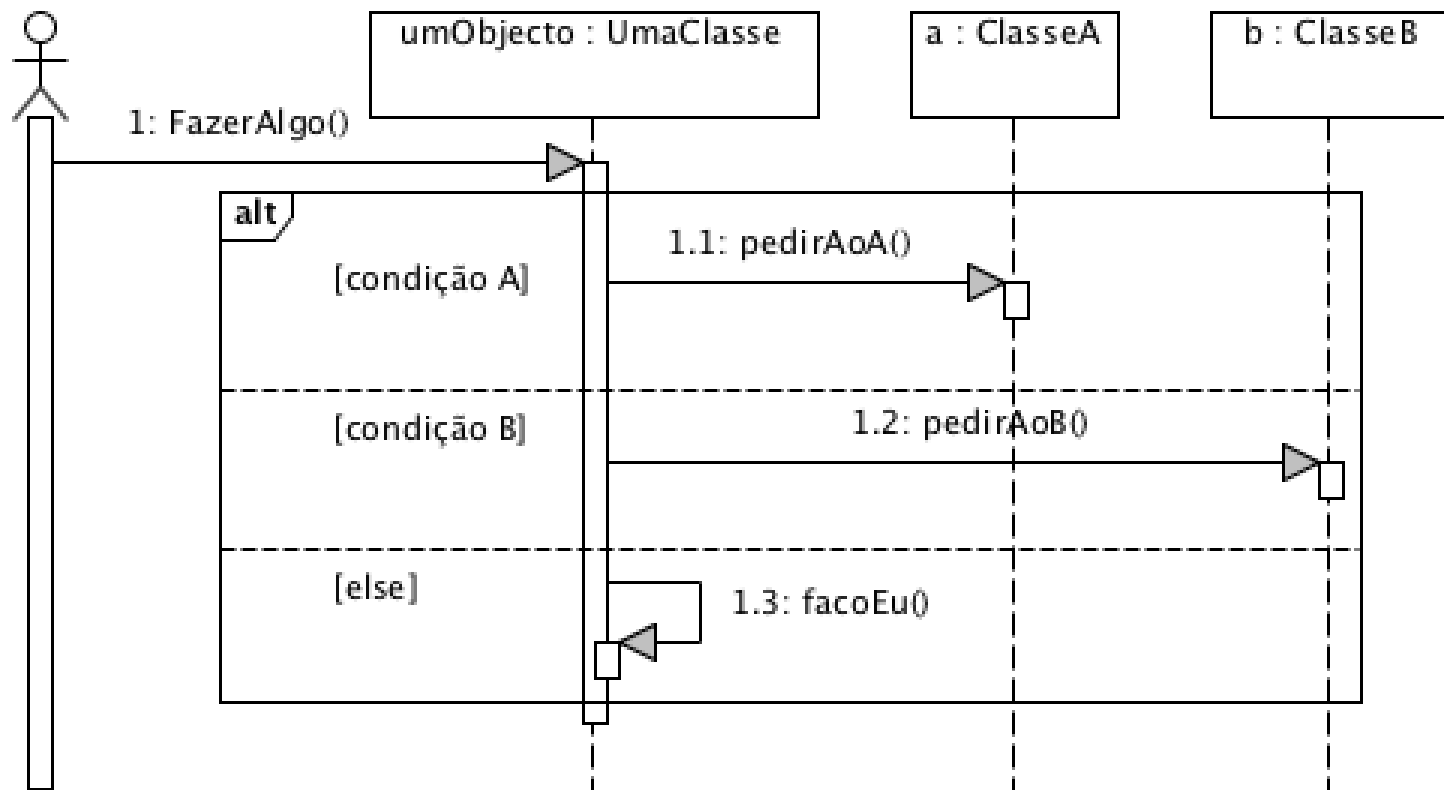 umObjecto : UmaClasse
a : ClasseA
b : ClasseB
1: FazerAlgo()
alt
1.1: pedirAoA()
[condição A]
1.2: pedirAoB()
[condição B]
[else]
1.3: facoEu()